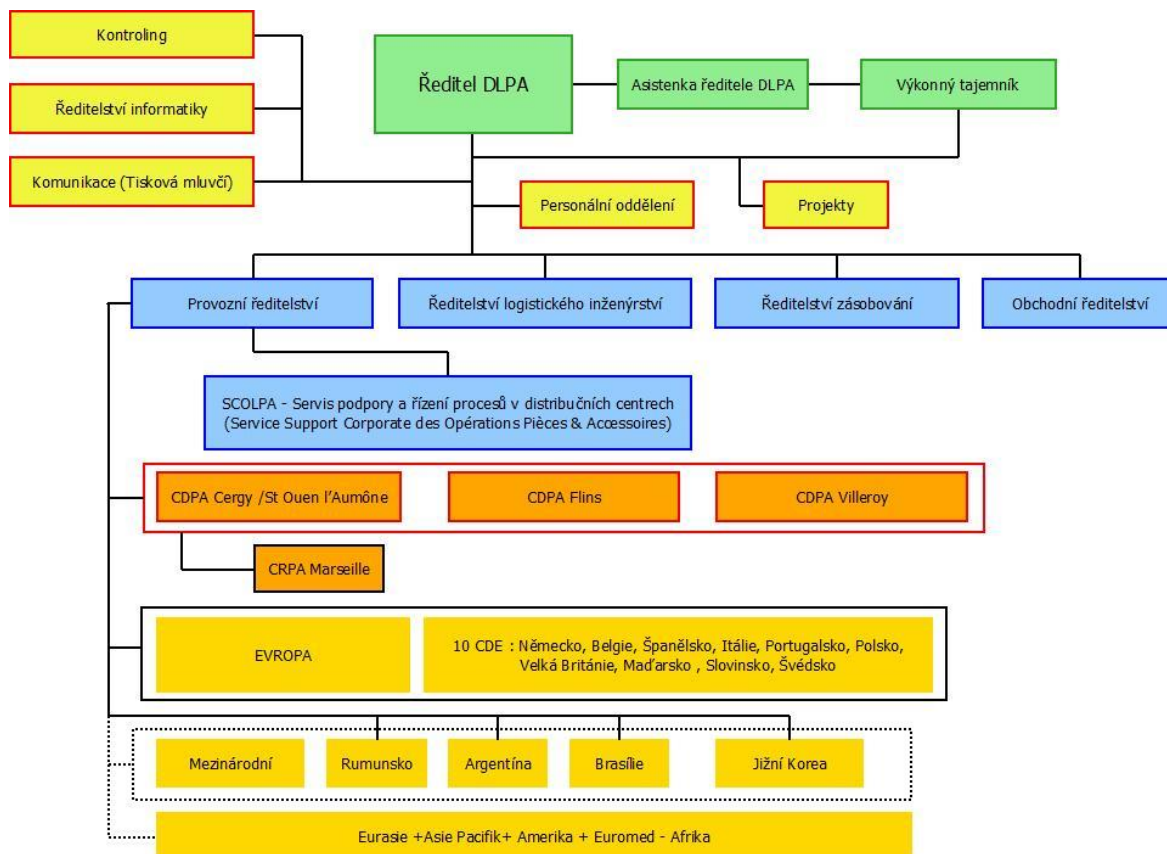 Kontroling
Ředitel DLPA
Asistenka ředitele DLPA
Výkonný tajemník
Ředitelství informatiky
Komunikace (Tisková mluvčí)
Personální oddělení
Projekty
Provozní ředitelství
Ředitelství logistického inženýrství
Ředitelství zásobování
Obchodní ředitelství
SCOLPA - Servis podpory a řízení procesů v distribučních centrech
(Service Support Corporate des Opérations Pièces & Accessoires)
CDPA Cergy /St Ouen l'Aumône
CDPA Flins
CDPA Villeroy
CRPA Marseille
EVROPA
10 CDE : Německo, Belgie, Španělsko, Itálie, Portugalsko, Polsko,
Velká Británie, Maďarsko , Slovinsko, Švédsko
Mezinárodní
Rumunsko
Argentína
Brasílie
Jižní Korea
Eurasie +Asie Pacifik+ Amerika + Euromed - Afrika